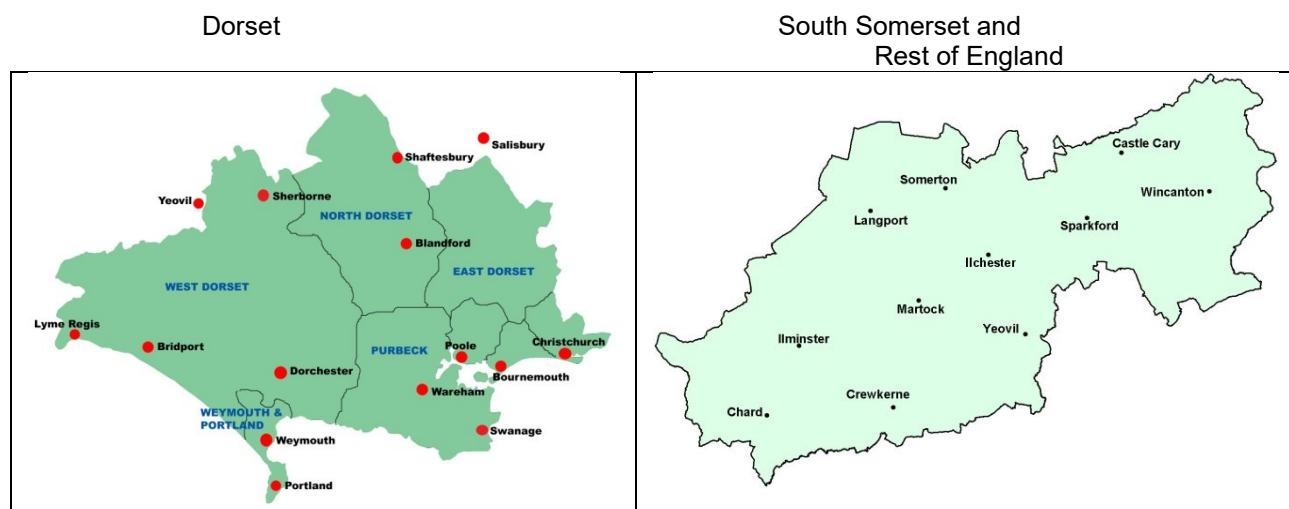 Dorset
South Somerset and
Rest of England
Salisbury
Shaftesbury
Sherborne
Yeovil
NORTH DORSET
Blandford
EAST DORSET
WEST DORSET
Lyme Regis
Bridport
PURBECK
Poole
Christchurch
Bournemouth
Dorchester
Wareham
WEYMOUTH &
PORTLAND
Weymouth
Swanage
Portland
Castle Cary
Somerton
Wincanton
Langport
Sparkford
Ilchester
Martock
Yeovil
Ilminster
Crewkerne
Chard